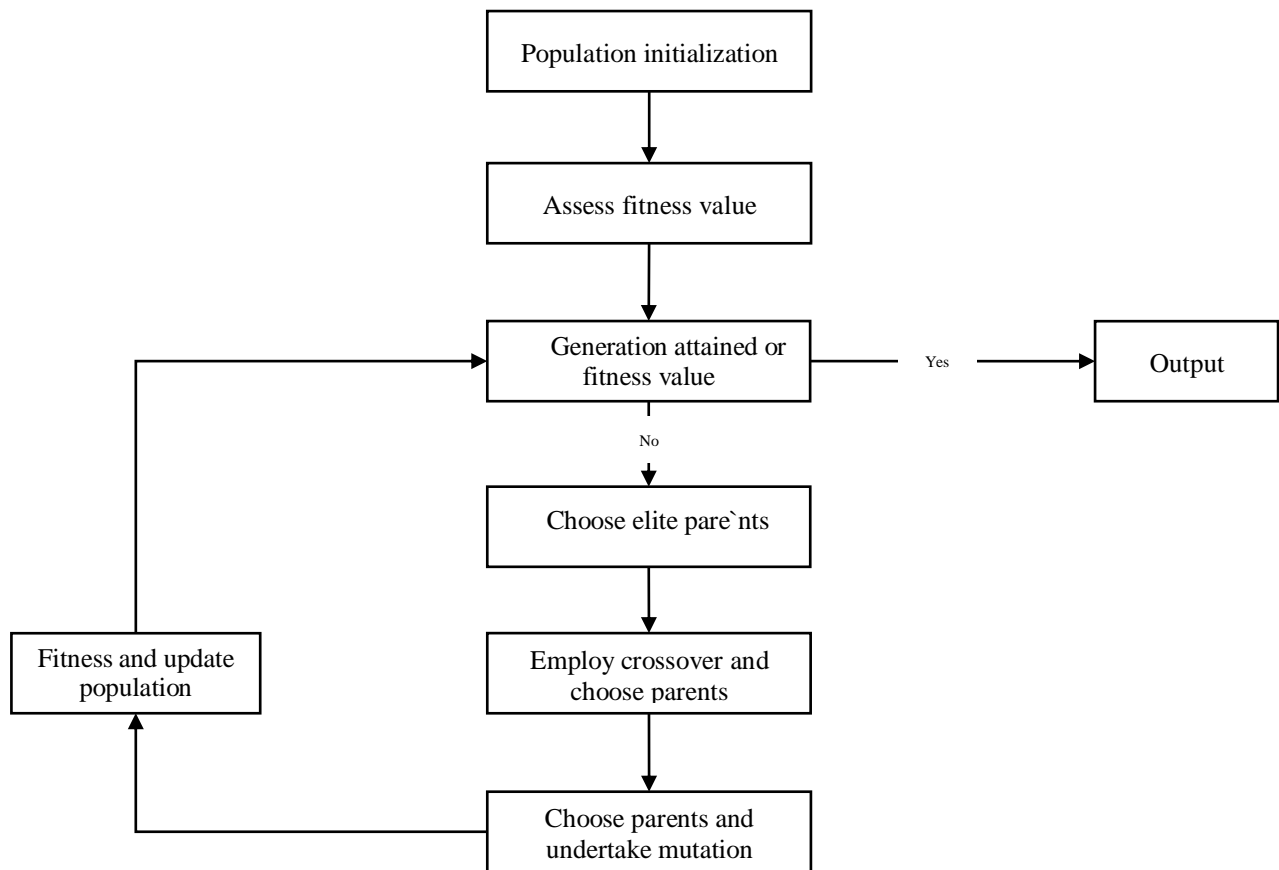 Population initialization
Assess fitness value
Generation attained or
fitness value
Yes
Output
No
Choose elite pare`nts
Employ crossover and
choose parents
Fitness and update
population
Choose parents and
undertake mutation